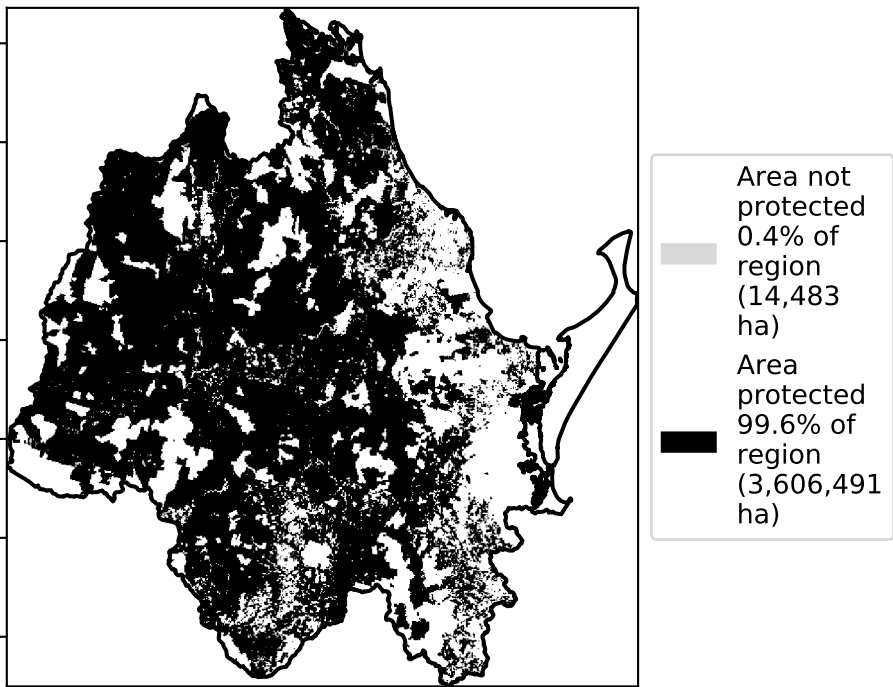 Area not
protected
0.4% of
region
(14,483
ha)
Area
protected
99.6% of
region
(3,606,491
ha)